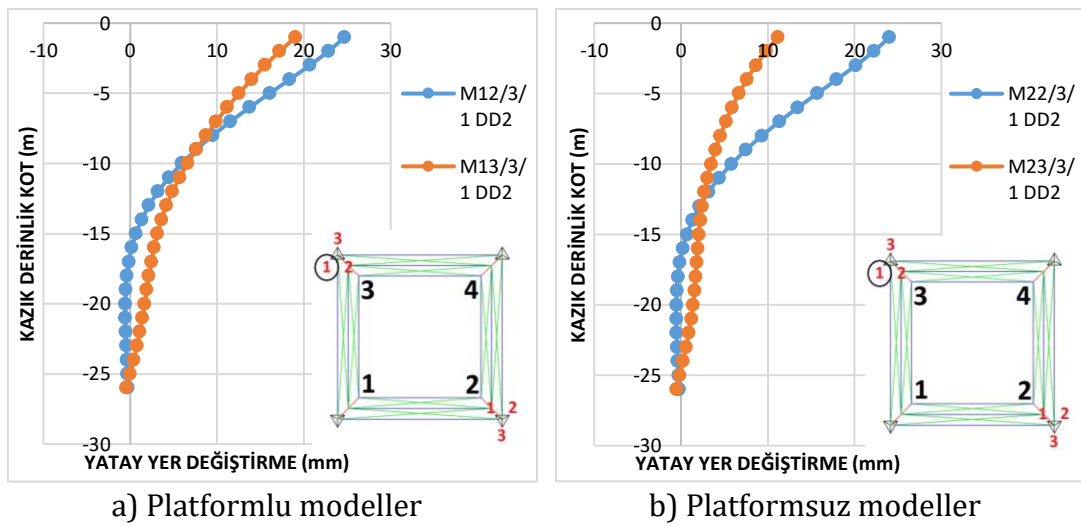 0
-10 0 10 20 30
-5
-10
-15
-20
-25
-30
KAZIK DERİNLİK KOT (m)
YATAY YER DEĞİŞTİRME (mm)
M12/3/
1 DD2
M13/3/
1 DD2
3
1 2
3 4
1 2
1 2
3
a) Platformlu modeller
0
-10 0 10 20 30
-5
-10
-15
-20
-25
-30
KAZIK DERİNLİK KOT (m)
YATAY YER DEĞİŞTİRME (mm)
M22/3/
1 DD2
M23/3/
1 DD2
3
1 2
3 4
1 2
1 2
3
b) Platformsuz modeller